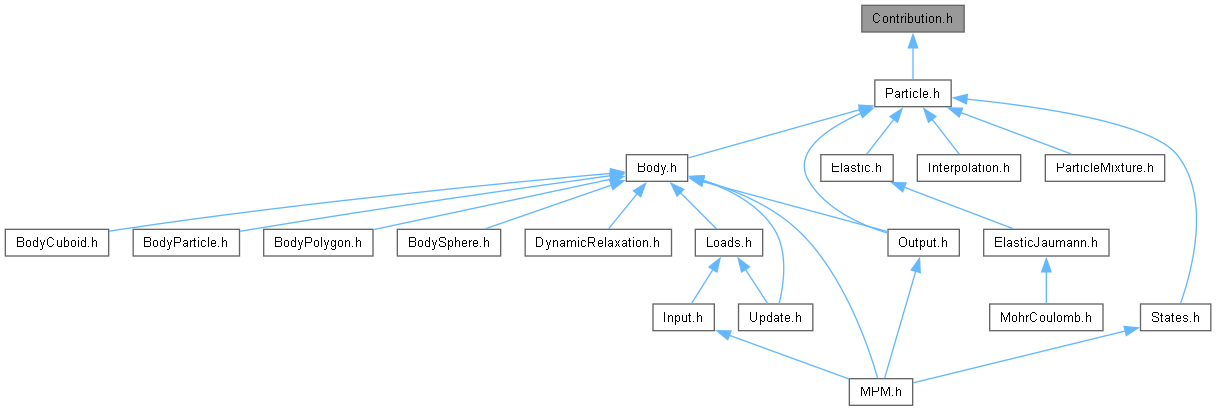 Contribution.h
Particle.h
Body.h
Elastic.h
Interpolation.h
ParticleMixture.h
BodyCuboid.h
BodyParticle.h
BodyPolygon.h
BodySphere.h
DynamicRelaxation.h
Loads.h
Output.h
ElasticJaumann.h
Input.h
Update.h
MohrCoulomb.h
States.h
MPM.h